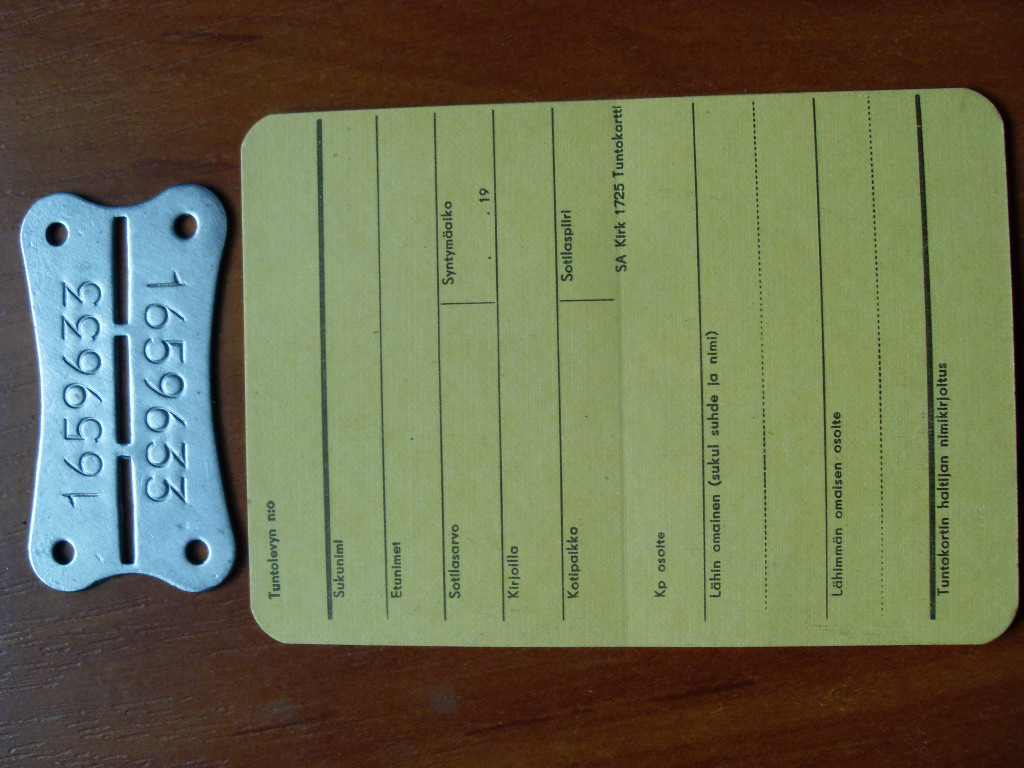 1659633
1659633
Tuntolevyn n:o
Sukunimi
Etunimet
Sotilasarvo
Syntymäaika
. . 19
Kirjoilla
Kotipaikka
Sotilaspiiri
SA Kirk 1725 Tuntokartti
Kp osoite
Lähin omainen (sukul suhde ja nimi)
Lähimmän omaisen osoite
Tuntokortin haltijan nimikirjoitus